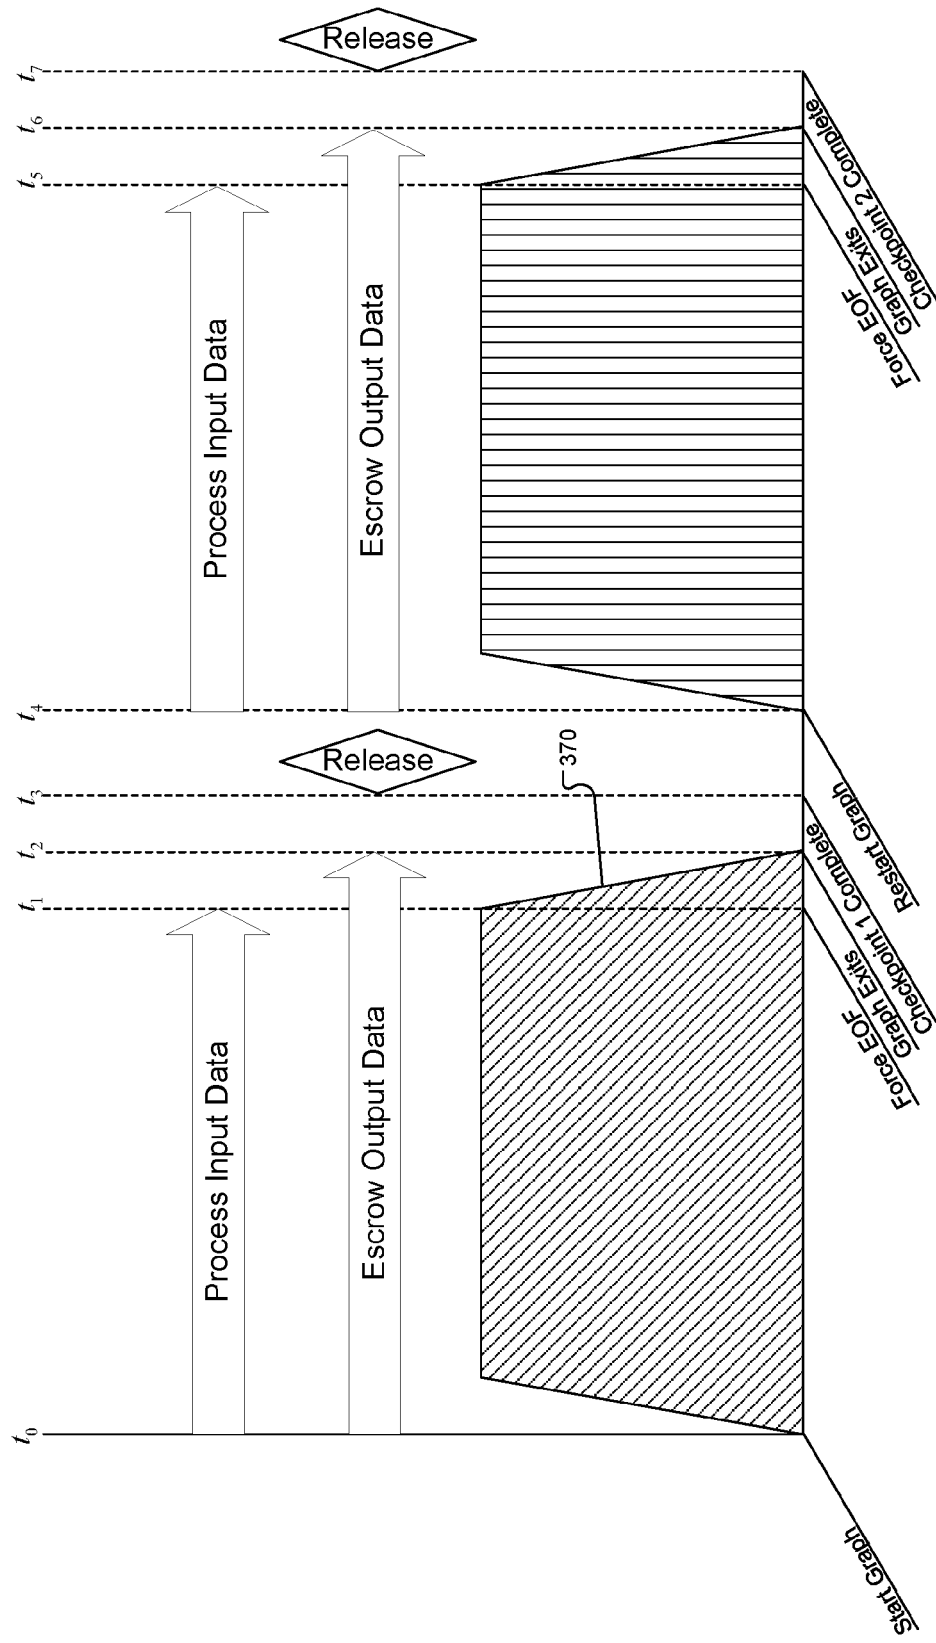 t0
t1
t2
t3
t4
t5
t6
t7
Process Input Data
Process Input Data
Release
Release
Escrow Output Data
Escrow Output Data
370
Start Graph
Force EOF
Graph Exits
Checkpoint 1 Complete
Restart Graph
Force EOF
Graph Exits
Checkpoint 2 Complete